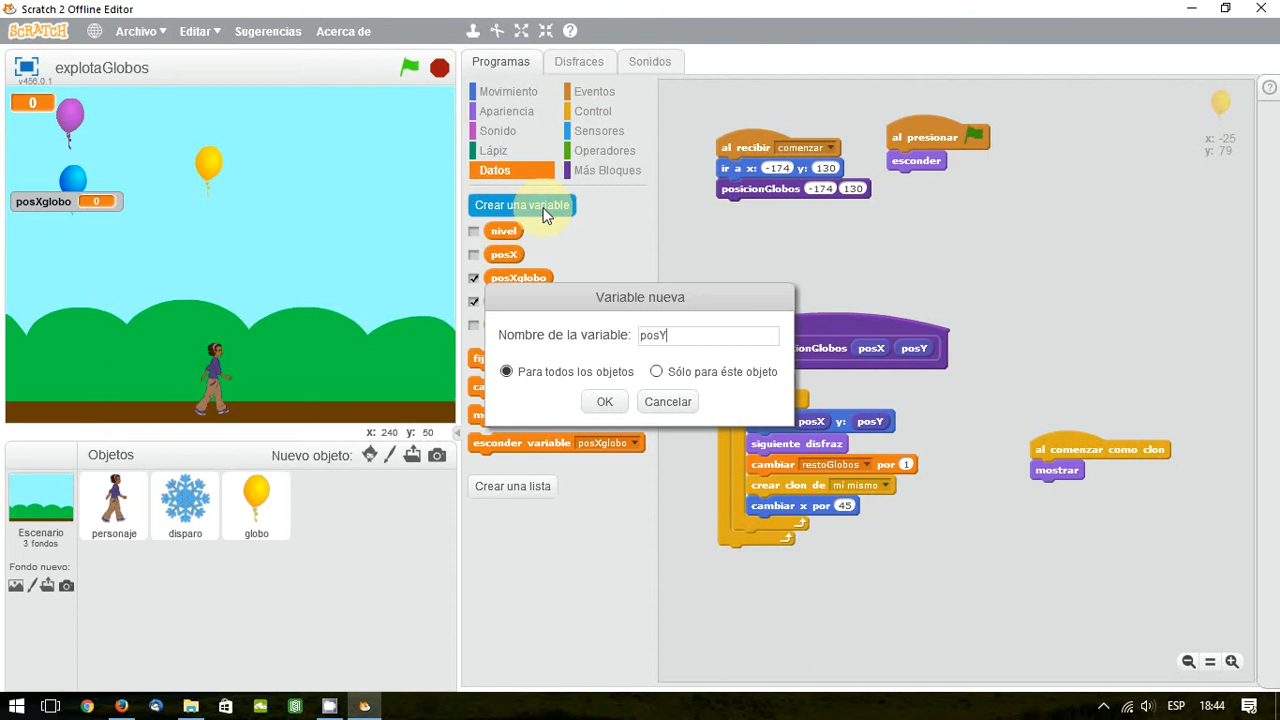 Scratch 2 Offline Editor
SCRATCH Archivo Editar Sugerencias Acerca de
explotaGlobos
v456.0.1
0
posXglobo 0
x: 240 y: 50
Objetos Nuevo objeto:
Escenario
3 fondos
personaje disparo globo
Fondo nuevo:
Programas Disfraces Sonidos
Movimiento Eventos
Apariencia Control
Sonido Sensores
Lápiz Operadores
Datos Más Bloques
Crear una variable
nivel
posX
posXglobo
fij
ca
mo
esconder variable posXglobo
Crear una lista
Variable nueva
Nombre de la variable: posY
Para todos los objetos Sólo para éste objeto
OK Cancelar
al recibir comenzar
ir a x: -174 y: 130
posicionGlobos -174 130
al presionar
esconder
x: -25
y: 79
ionGlobos posX posY
posX y: posY
siguiente disfraz
cambiar restoGlobos por 1
crear clon de mí mismo
cambiar x por 45
al comenzar como clon
mostrar
ESP 18:44